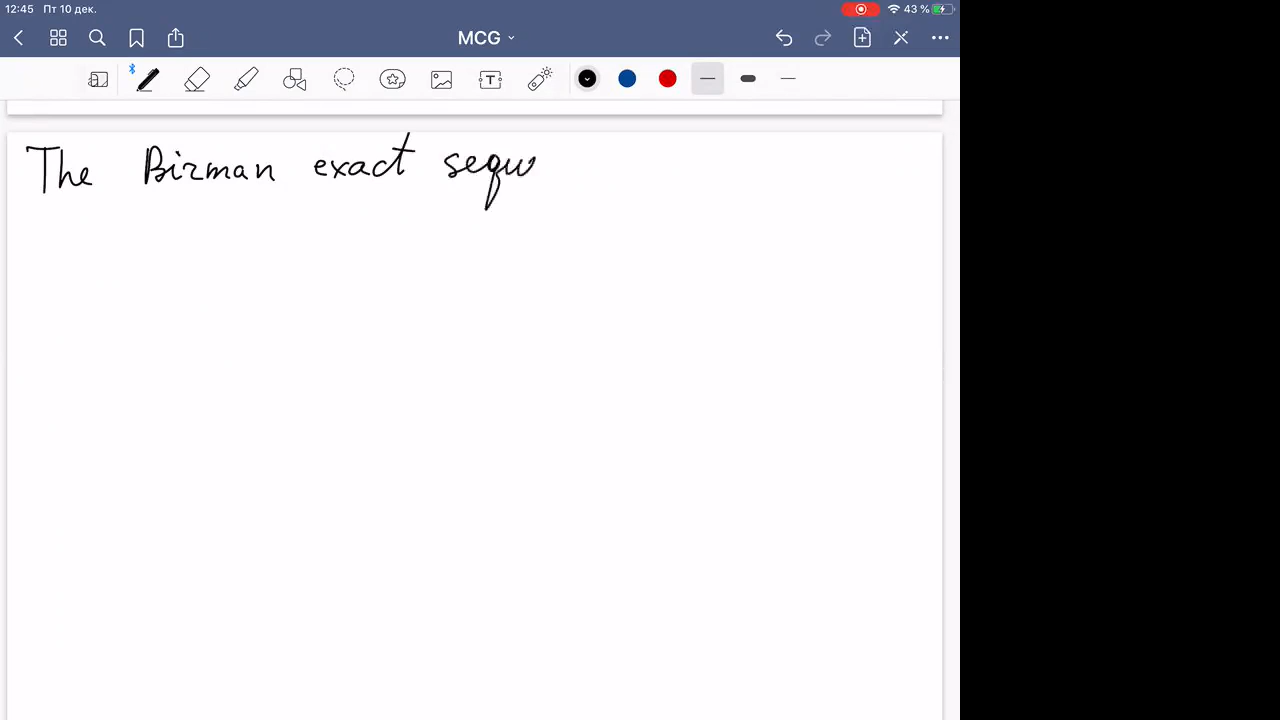 12:45 Пт 10 дек. 43 %
MCG
T
The Birman exact sequ